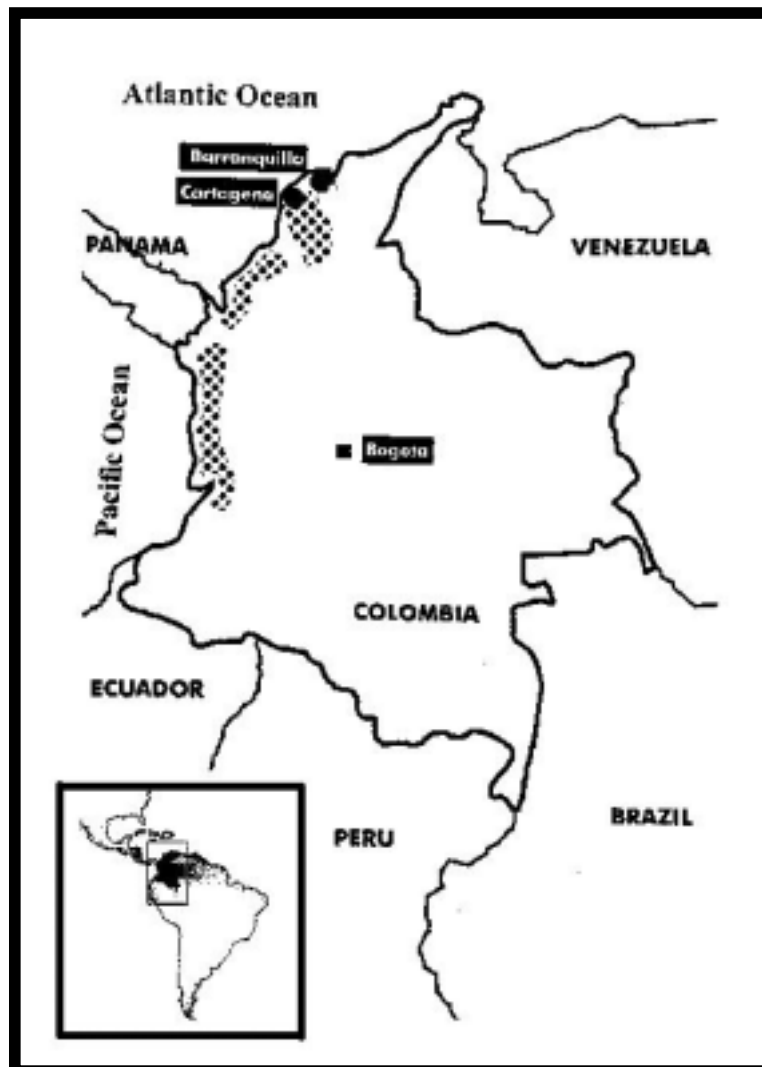 Atlantic Ocean
Barranquilla
Cartagena
PANAMA
VENEZUELA
Pacific Ocean
Bogota
COLOMBIA
ECUADOR
PERU
BRAZIL